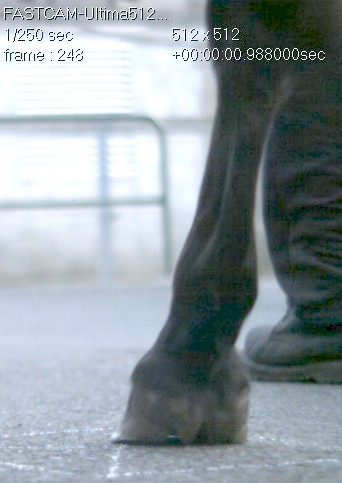 FASTCAM-Ultima512....
1/250 sec
512 x 512
frame : 248
+00:00:00.988000sec